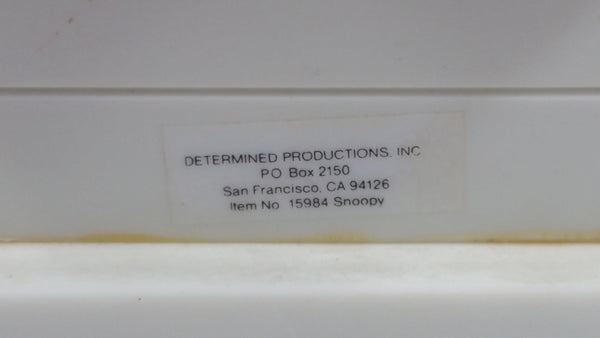 DETERMINED PRODUCTIONS, INC
PO Box 2150
San Francisco, CA 94126
Item No. 15984 Snoopy